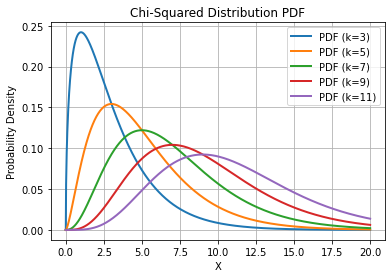 Chi-Squared Distribution PDF
Probability Density
0.25
0.20
0.15
0.10
0.05
0.00
PDF (k=3)
PDF (k=5)
PDF (k=7)
PDF (k=9)
PDF (k=11)
0.0 2.5 5.0 7.5 10.0 12.5 15.0 17.5 20.0
X